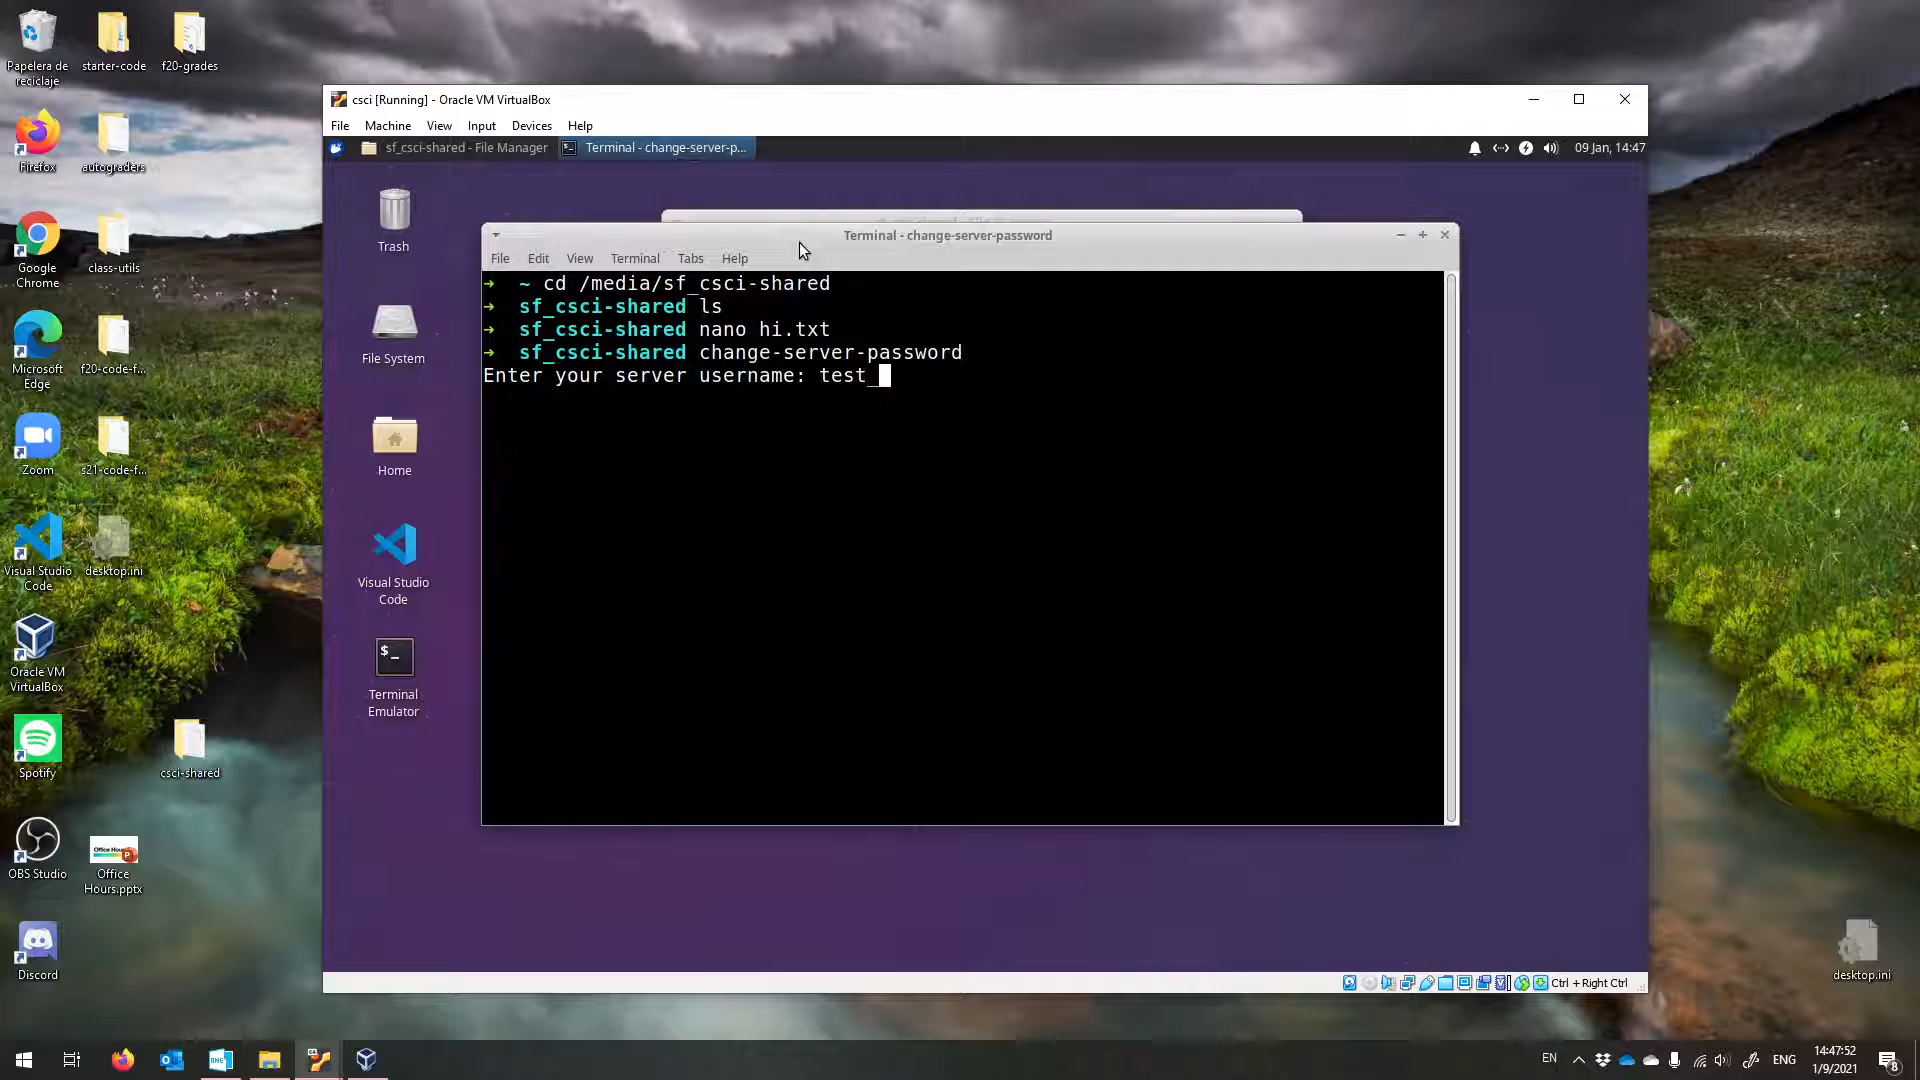 Papelera de
reciclaje
starter-code
f20-grades
Firefox
autograders
Google
Chrome
class-utils
Microsoft
Edge
f20-code-f...
Zoom
s21-code-f...
Visual Studio
Code
desktop.ini
Oracle VM
VirtualBox
Spotify
csci-shared
OBS Studio
Office Hours
Office
Hours.pptx
Discord
csci [Running] - Oracle VM VirtualBox
File Machine View Input Devices Help
sf_csci-shared - File Manager
Terminal - change-server-p...
09 Jan, 14:47
Trash
File System
Home
Visual Studio
Code
$_
Terminal
Emulator
Terminal - change-server-password
File Edit View Terminal Tabs Help
➜ ~ cd /media/sf_csci-shared
➜ sf_csci-shared ls
➜ sf_csci-shared nano hi.txt
➜ sf_csci-shared change-server-password
Enter your server username: test_
Ctrl + Right Ctrl
desktop.ini
EN
ENG
14:47:52
1/9/2021
8